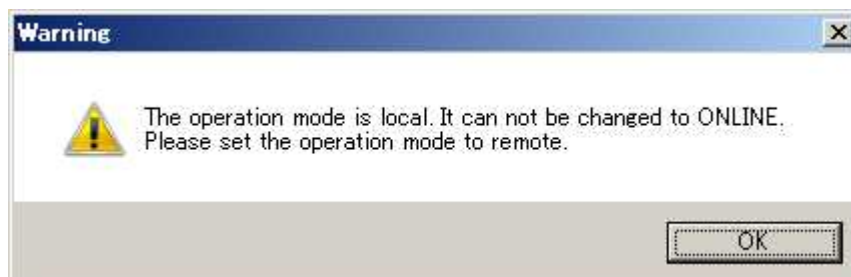 Warning
The operation mode is local. It can not be changed to ONLINE.
Please set the operation mode to remote.
OK